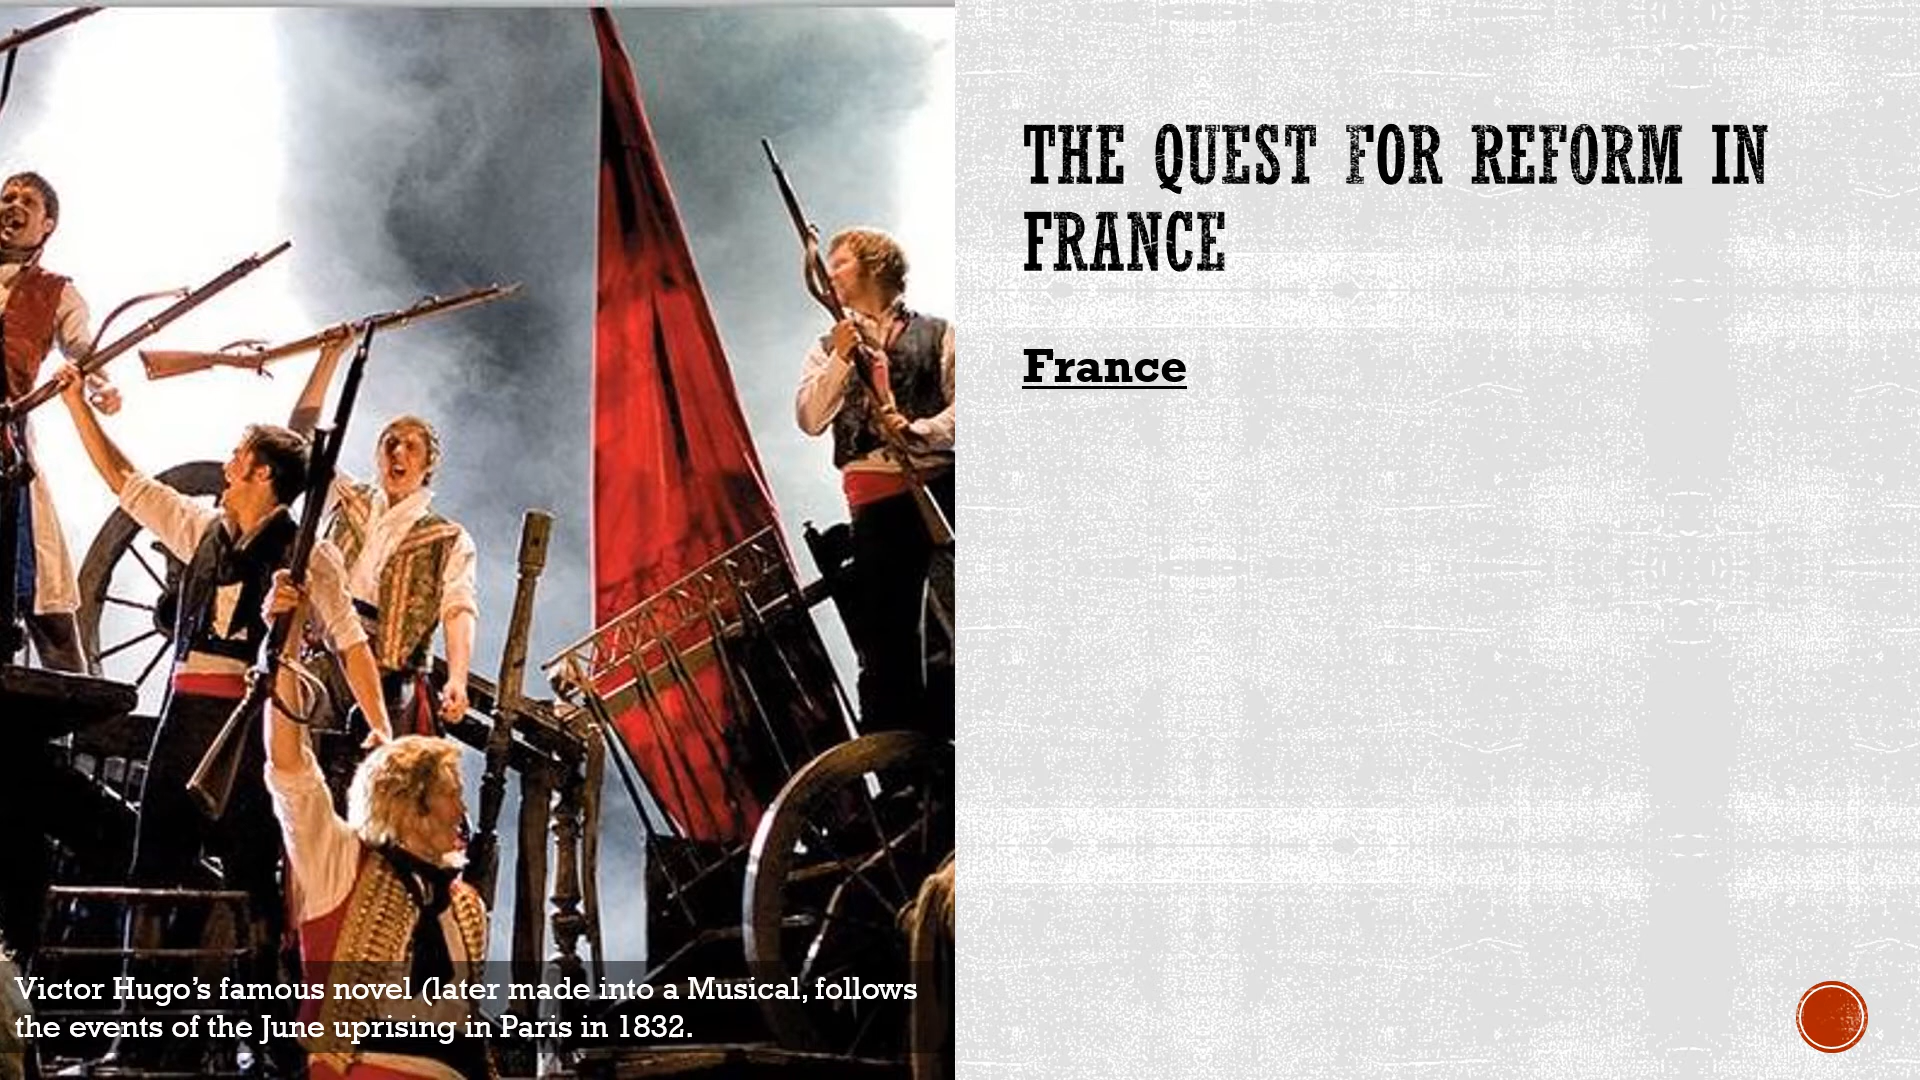 THE QUEST FOR REFORM IN
FRANCE
France
Victor Hugo’s famous novel (later made into a Musical, follows
the events of the June uprising in Paris in 1832.